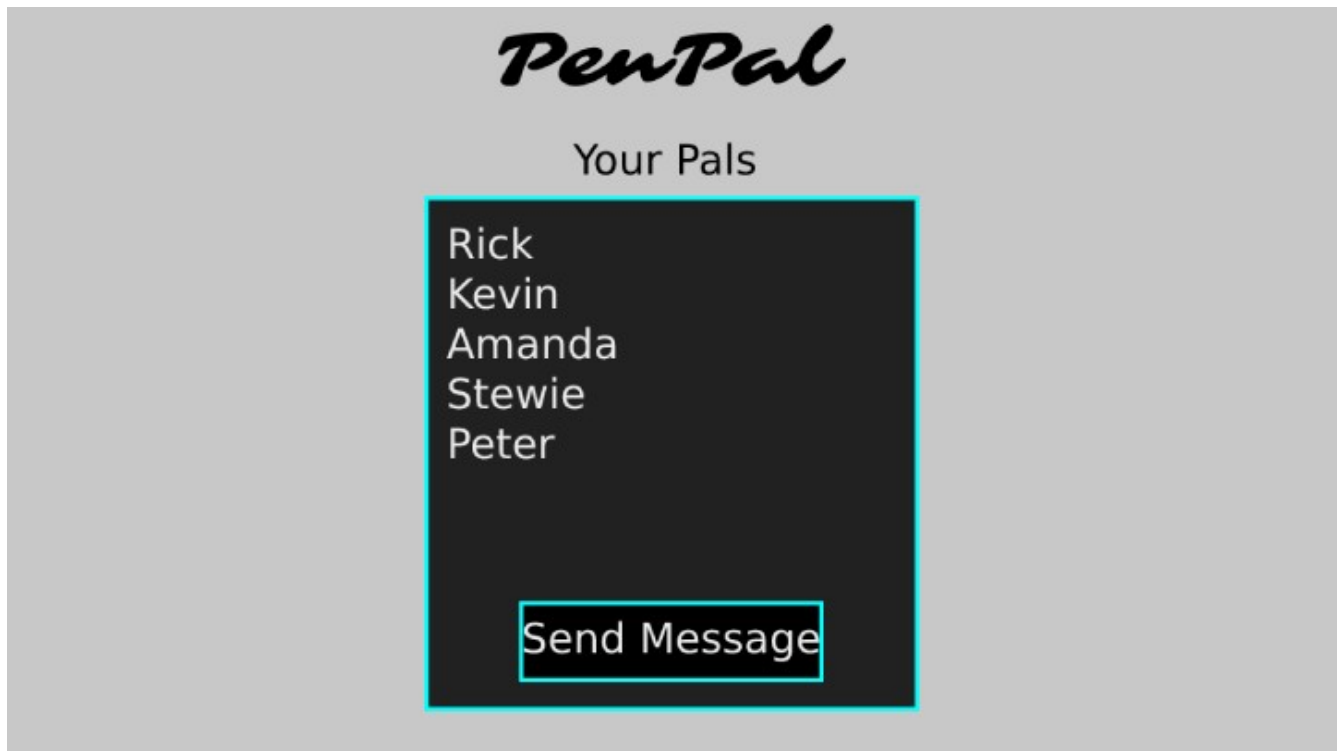 PenPal
Your Pals
Rick
Kevin
Amanda
Stewie
Peter
Send Message